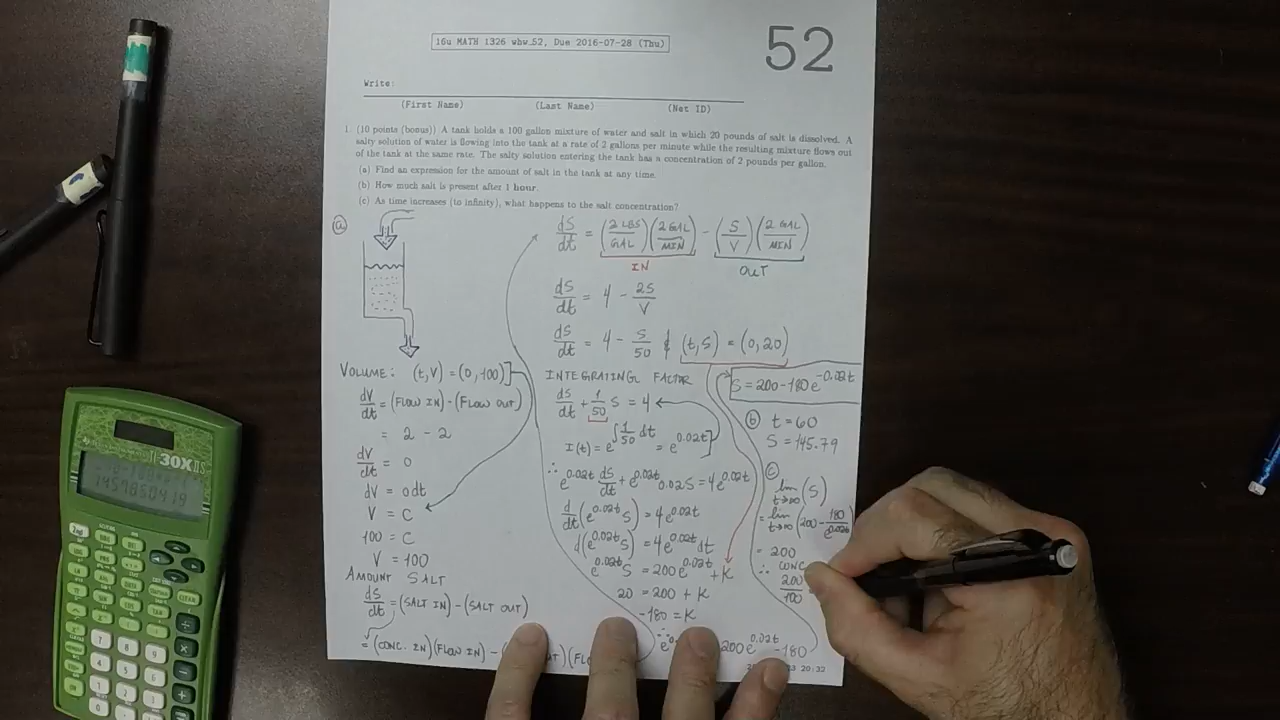 52
16u MATH 1326 whw_52, Due 2016-07-28 (Thu)
Write:
(First Name) (Last Name) (Net ID)
1. (10 points (bonus)) A tank holds a 100 gallon mixture of water and salt in which 20 pounds of salt is dissolved. A
salty solution of water is flowing into the tank at a rate of 2 gallons per minute while the resulting mixture flows out
of the tank at the same rate. The salty solution entering the tank has a concentration of 2 pounds per gallon.
(a) Find an expression for the amount of salt in the tank at any time.
(b) How much salt is present after 1 hour.
(c) As time increases (to infinity), what happens to the salt concentration?
a
VOLUME: (t,V) = (0,100)
dV/dt = (FLOW IN) - (FLOW OUT)
= 2 - 2
dV/dt = 0
dV = 0dt
V = C
100 = C
V = 100
AMOUNT SALT
dS/dt = (SALT IN) - (SALT OUT)
= (CONC. IN)(FLOW IN) -
dS/dt = (2 LBS/GAL)(2 GAL/MIN) - (S/V)(2 GAL/MIN)
IN OUT
dS/dt = 4 - 2S/V
dS/dt = 4 - S/50 & (t,S) = (0,20)
INTEGRATING FACTOR
dS/dt + 1/50 S = 4
I(t) = e^∫1/50 dt = e^0.02t
∴ e^0.02t dS/dt + e^0.02t 0.02S = 4e^0.02t
d/dt(e^0.02t S) = 4e^0.02t
d(e^0.02t S) = 4e^0.02t dt
e^0.02t S = 200e^0.02t + K
20 = 200 + K
-180 = K
∴ e 200e^0.02t - 180
S = 200 - 180e^-0.02t
b t = 60
S = 145.79
c
lim t→∞ (S)
= lim t→∞ (200 - 180/e^0.02t)
= 200
∴ CONC
200/100
20:32
TI-30X IIS
1457850419